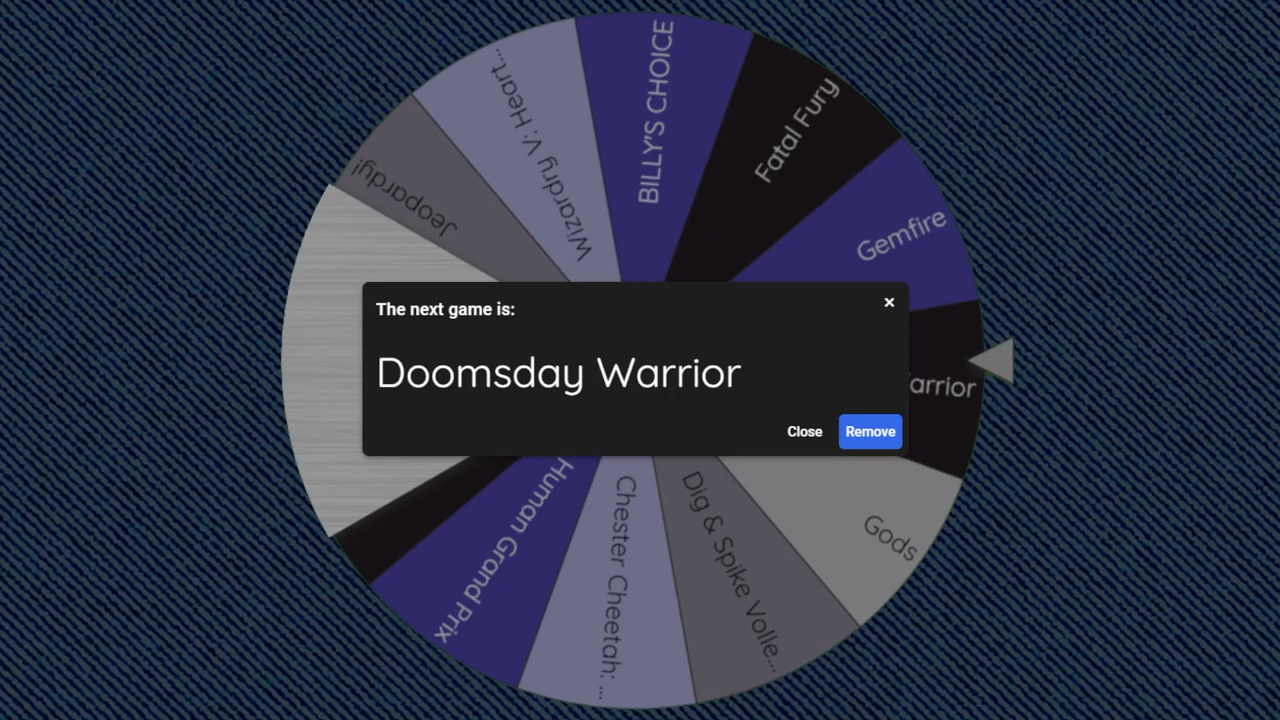 Jeopardy!
Wizardry V: Heart...
BILLY'S CHOICE
Fatal Fury
Gemfire
The next game is:
Doomsday Warrior
arrior
Close
Remove
Gods
Dig & Spike Volle...
Chester Cheetah: ...
Human Grand Prix